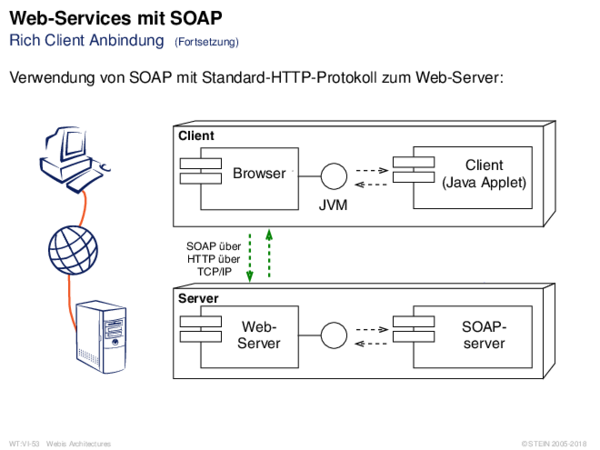 Web-Services mit SOAP
Rich Client Anbindung (Fortsetzung)
Verwendung von SOAP mit Standard-HTTP-Protokoll zum Web-Server:
Client
Browser
JVM
Client
(Java Applet)
SOAP über
HTTP über
TCP/IP
Server
Web-
Server
SOAP-
server
WT:VI-53 Webis Architectures
© STEIN 2005-2018